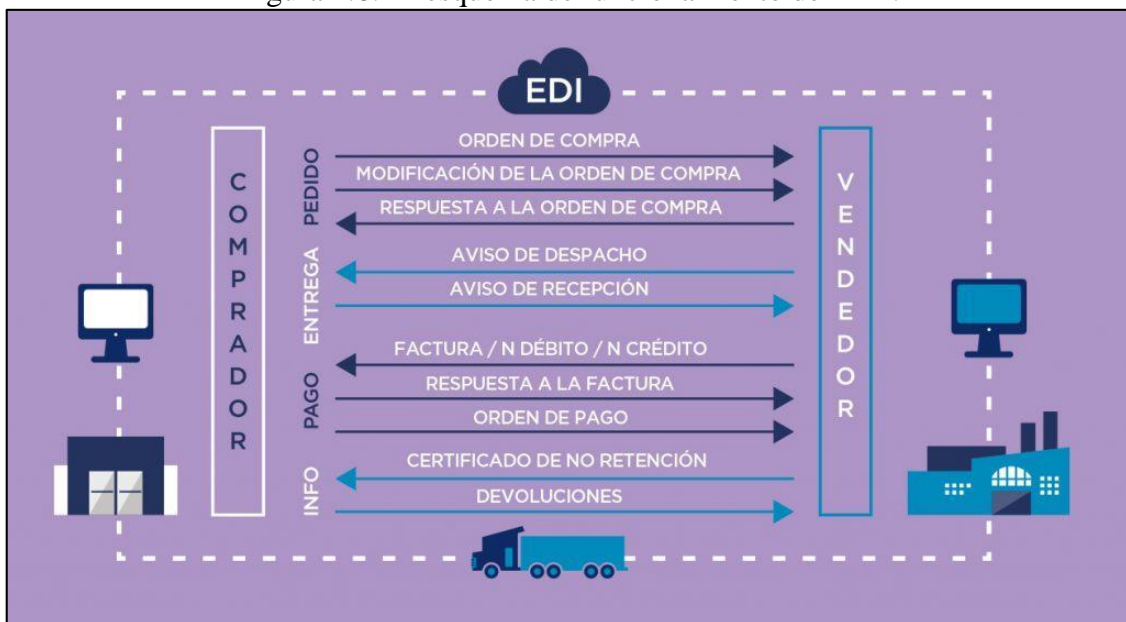 EDI
COMPRADOR
PEDIDO
ORDEN DE COMPRA
MODIFICACIÓN DE LA ORDEN DE COMPRA
RESPUESTA A LA ORDEN DE COMPRA
ENTREGA
AVISO DE DESPACHO
AVISO DE RECEPCIÓN
PAGO
FACTURA / N DÉBITO / N CRÉDITO
RESPUESTA A LA FACTURA
ORDEN DE PAGO
INFO
CERTIFICADO DE NO RETENCIÓN
DEVOLUCIONES
VENDEDOR